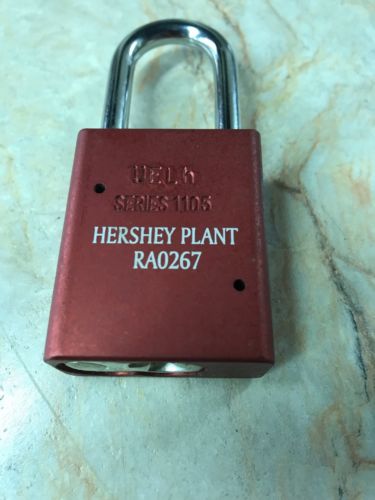 SERIES 1105
HERSHEY PLANT
RA0267